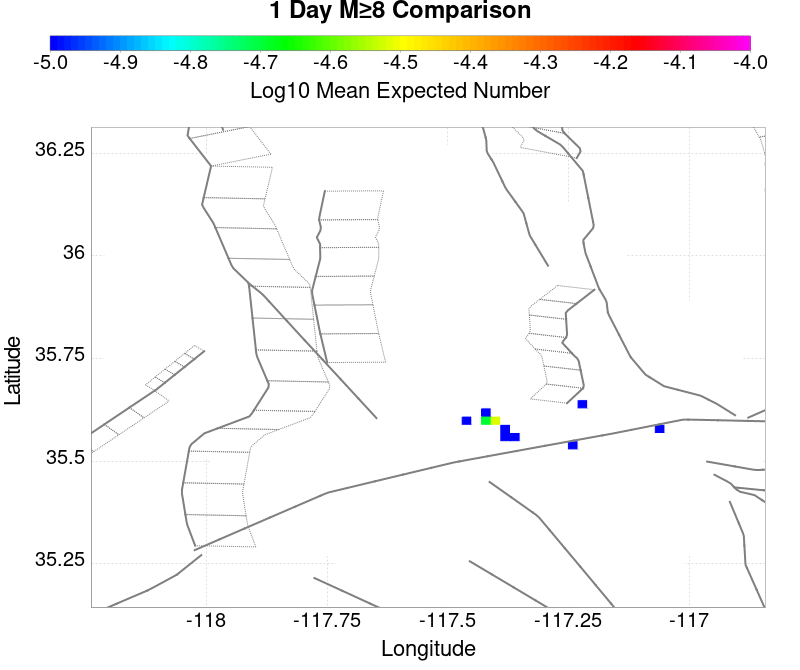 1 Day M≥8 Comparison
-5.0 -4.9 -4.8 -4.7 -4.6 -4.5 -4.4 -4.3 -4.2 -4.1 -4.0
Log10 Mean Expected Number
36.25
36
35.75
35.5
35.25
Latitude
-118 -117.75 -117.5 -117.25 -117
Longitude